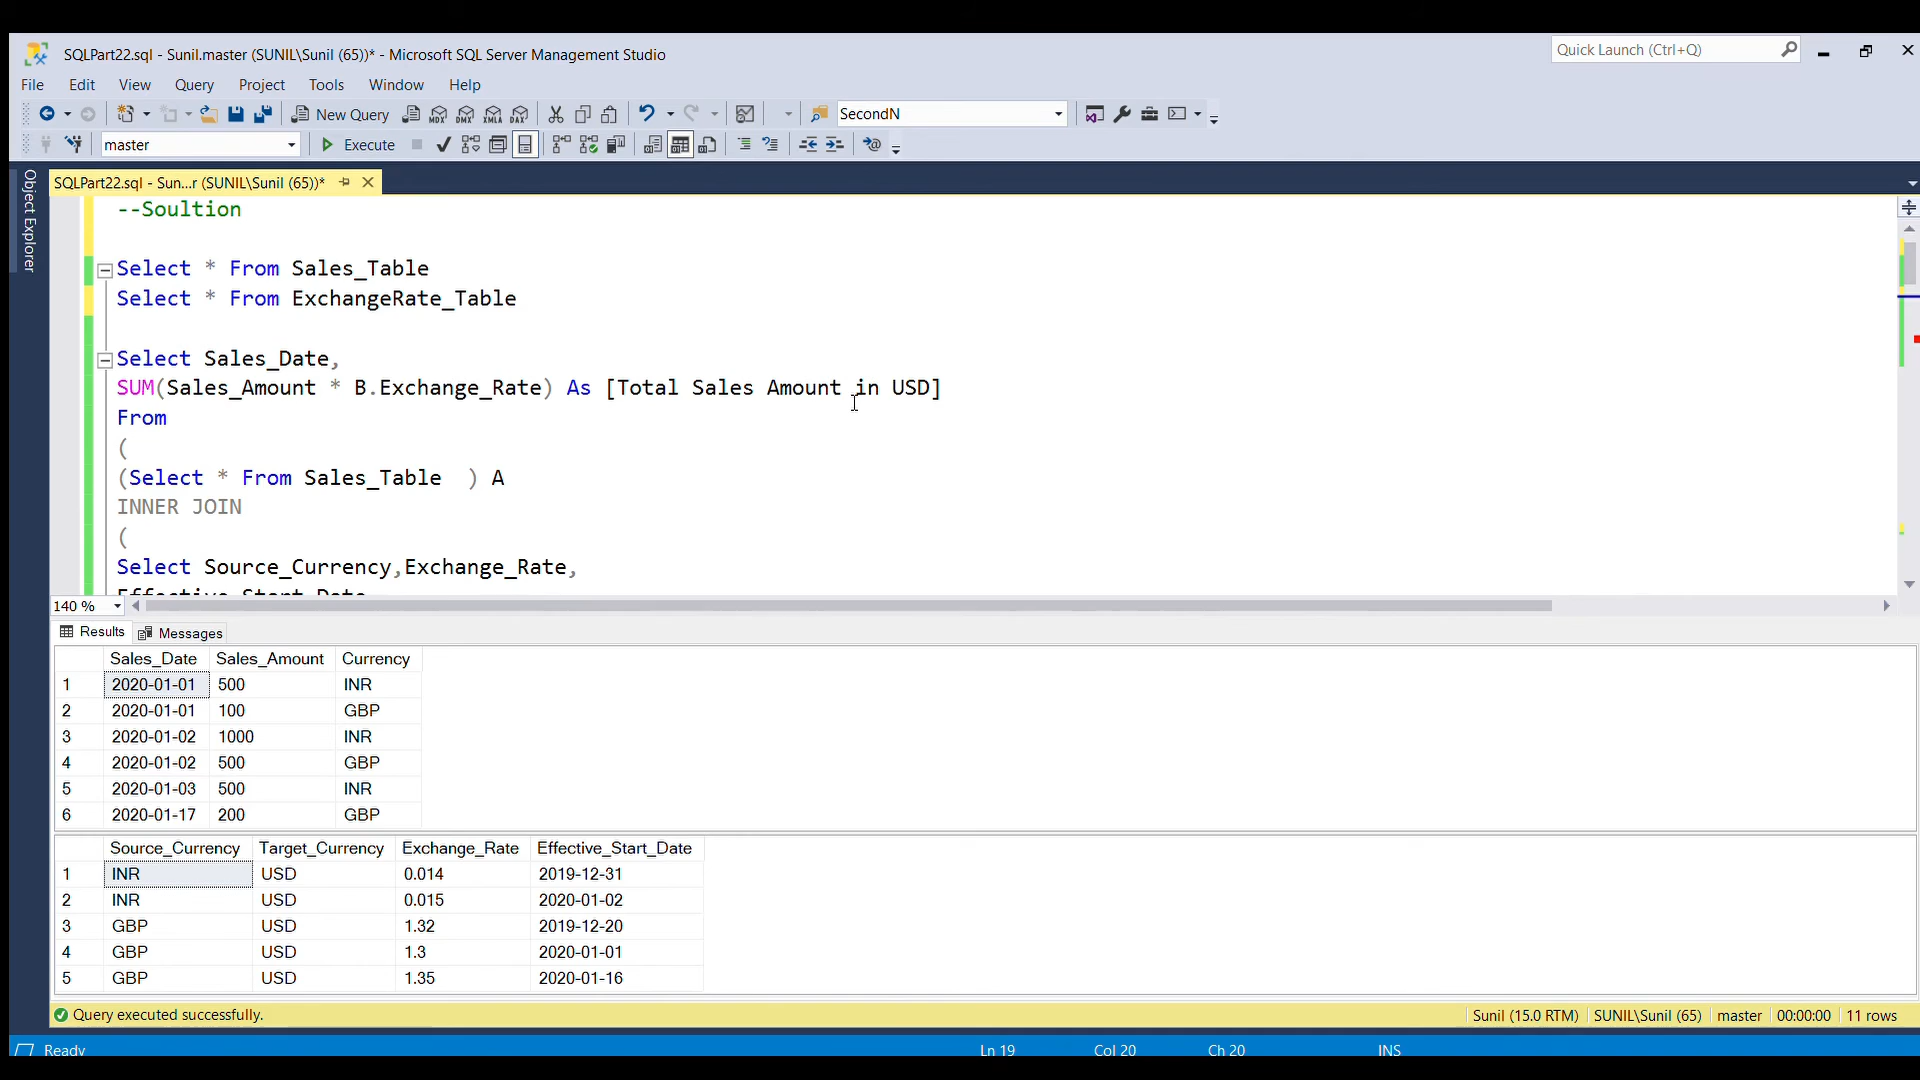 SQLPart22.sql - Sunil.master (SUNIL\Sunil (65))* - Microsoft SQL Server Management Studio
Quick Launch (Ctrl+Q)
File Edit View Query Project Tools Window Help
New Query MDX DMX XMLA DAX SecondN
master Execute
Object Explorer
SQLPart22.sql - Sun...r (SUNIL\Sunil (65))*
--Soultion
Select * From Sales_Table
Select * From ExchangeRate_Table
Select Sales_Date,
SUM(Sales_Amount * B.Exchange_Rate) As [Total Sales Amount in USD]
From
(
(Select * From Sales_Table ) A
INNER JOIN
(
Select Source_Currency,Exchange_Rate,
Effective_Start_Date
140 %
Results Messages
Sales_Date Sales_Amount Currency
1 2020-01-01 500 INR
2 2020-01-01 100 GBP
3 2020-01-02 1000 INR
4 2020-01-02 500 GBP
5 2020-01-03 500 INR
6 2020-01-17 200 GBP
Source_Currency Target_Currency Exchange_Rate Effective_Start_Date
1 INR USD 0.014 2019-12-31
2 INR USD 0.015 2020-01-02
3 GBP USD 1.32 2019-12-20
4 GBP USD 1.3 2020-01-01
5 GBP USD 1.35 2020-01-16
Query executed successfully. Sunil (15.0 RTM) SUNIL\Sunil (65) master 00:00:00 11 rows
Ready Ln 19 Col 20 Ch 20 INS